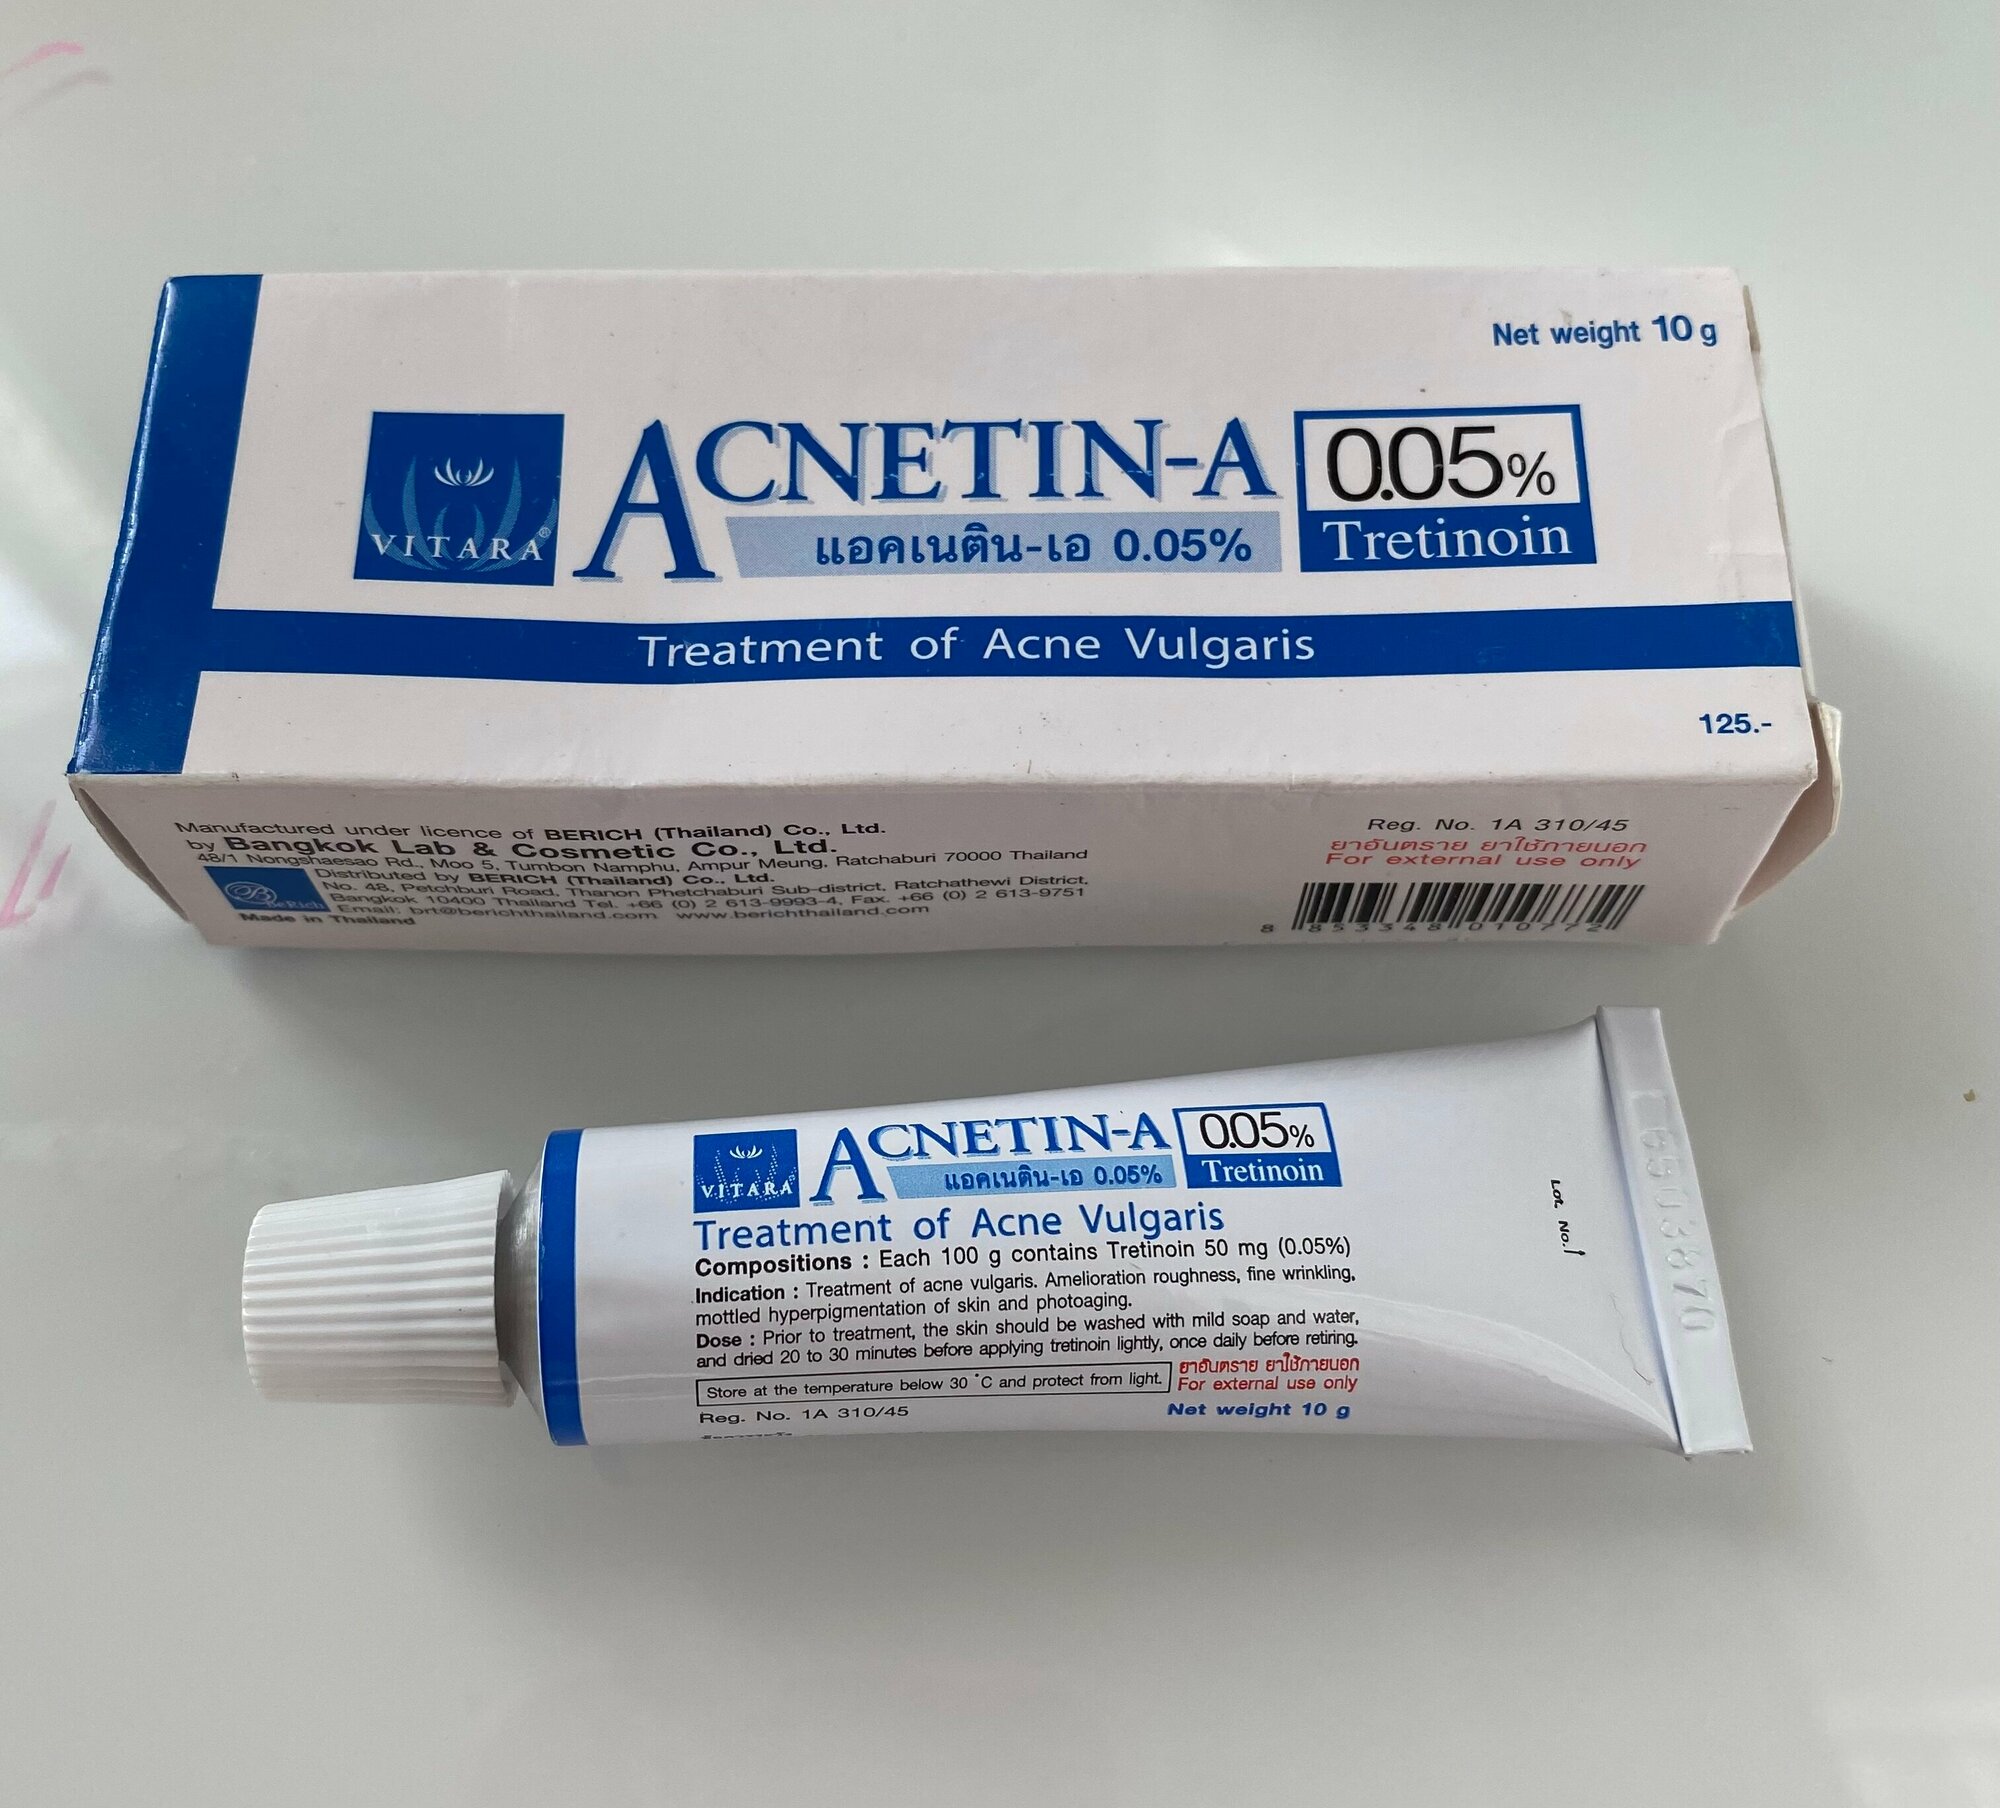 Net weight 10 g
VITARA®
ACNETIN-A
0.05%
แอคเนติน-เอ 0.05%
Tretinoin
Treatment of Acne Vulgaris
125.-
Manufactured under licence of BERICH (Thailand) Co., Ltd.
by Bangkok Lab & Cosmetic Co., Ltd.
48/1 Nongshaesao Rd., Moo 5, Tumbon Namphu, Ampur Meung, Ratchaburi 70000 Thailand
Distributed by BERICH (Thailand) Co., Ltd.
No. 48, Petchburi Road, Thanon Phetchaburi Sub-district, Ratchathewi District,
Bangkok 10400 Thailand Tel. +66 (0) 2 613-9993-4, Fax. +66 (0) 2 613-9751
Email: brt@berichthailand.com www.berichthailand.com
BeRich
Made in Thailand
Reg. No. 1A 310/45
ยาอันตราย ยาใช้ภายนอก
For external use only
8 853348 010772
VITARA®
ACNETIN-A
0.05%
แอคเนติน-เอ 0.05%
Tretinoin
Treatment of Acne Vulgaris
Compositions : Each 100 g contains Tretinoin 50 mg (0.05%)
Indication : Treatment of acne vulgaris. Amelioration roughness, fine wrinkling,
mottled hyperpigmentation of skin and photoaging.
Dose : Prior to treatment, the skin should be washed with mild soap and water,
and dried 20 to 30 minutes before applying tretinoin lightly, once daily before retiring.
Store at the temperature below 30 °C and protect from light.
ยาอันตราย ยาใช้ภายนอก
For external use only
Reg. No. 1A 310/45
Net weight 10 g
Lot No.